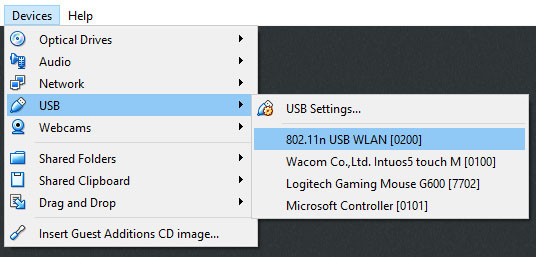 Devices Help
Optical Drives
Audio
Network
USB
Webcams
Shared Folders
Shared Clipboard
Drag and Drop
Insert Guest Additions CD image...
USB Settings...
802.11n USB WLAN [0200]
Wacom Co.,Ltd. Intuos5 touch M [0100]
Logitech Gaming Mouse G600 [7702]
Microsoft Controller [0101]